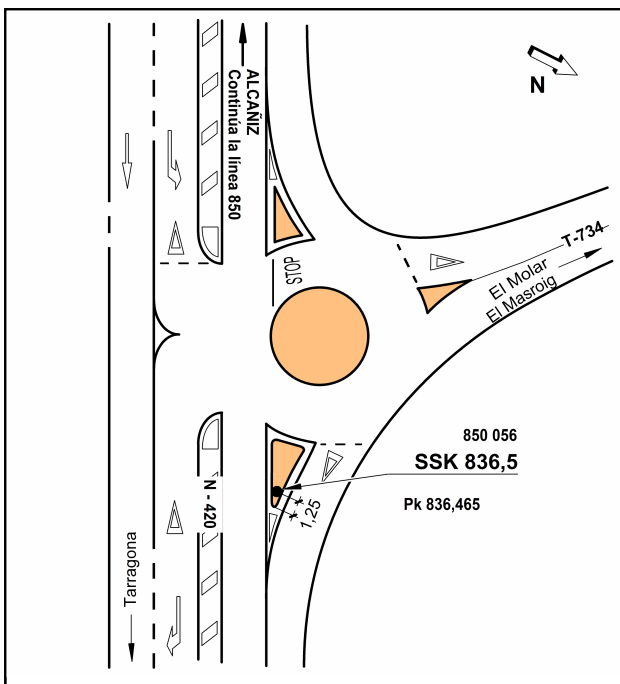 N
ALCAÑIZ
Continúa la línea 850
STOP
T-734
El Molar
El Masroig
850 056
SSK 836,5
Pk 836,465
1,25
N - 420
Tarragona